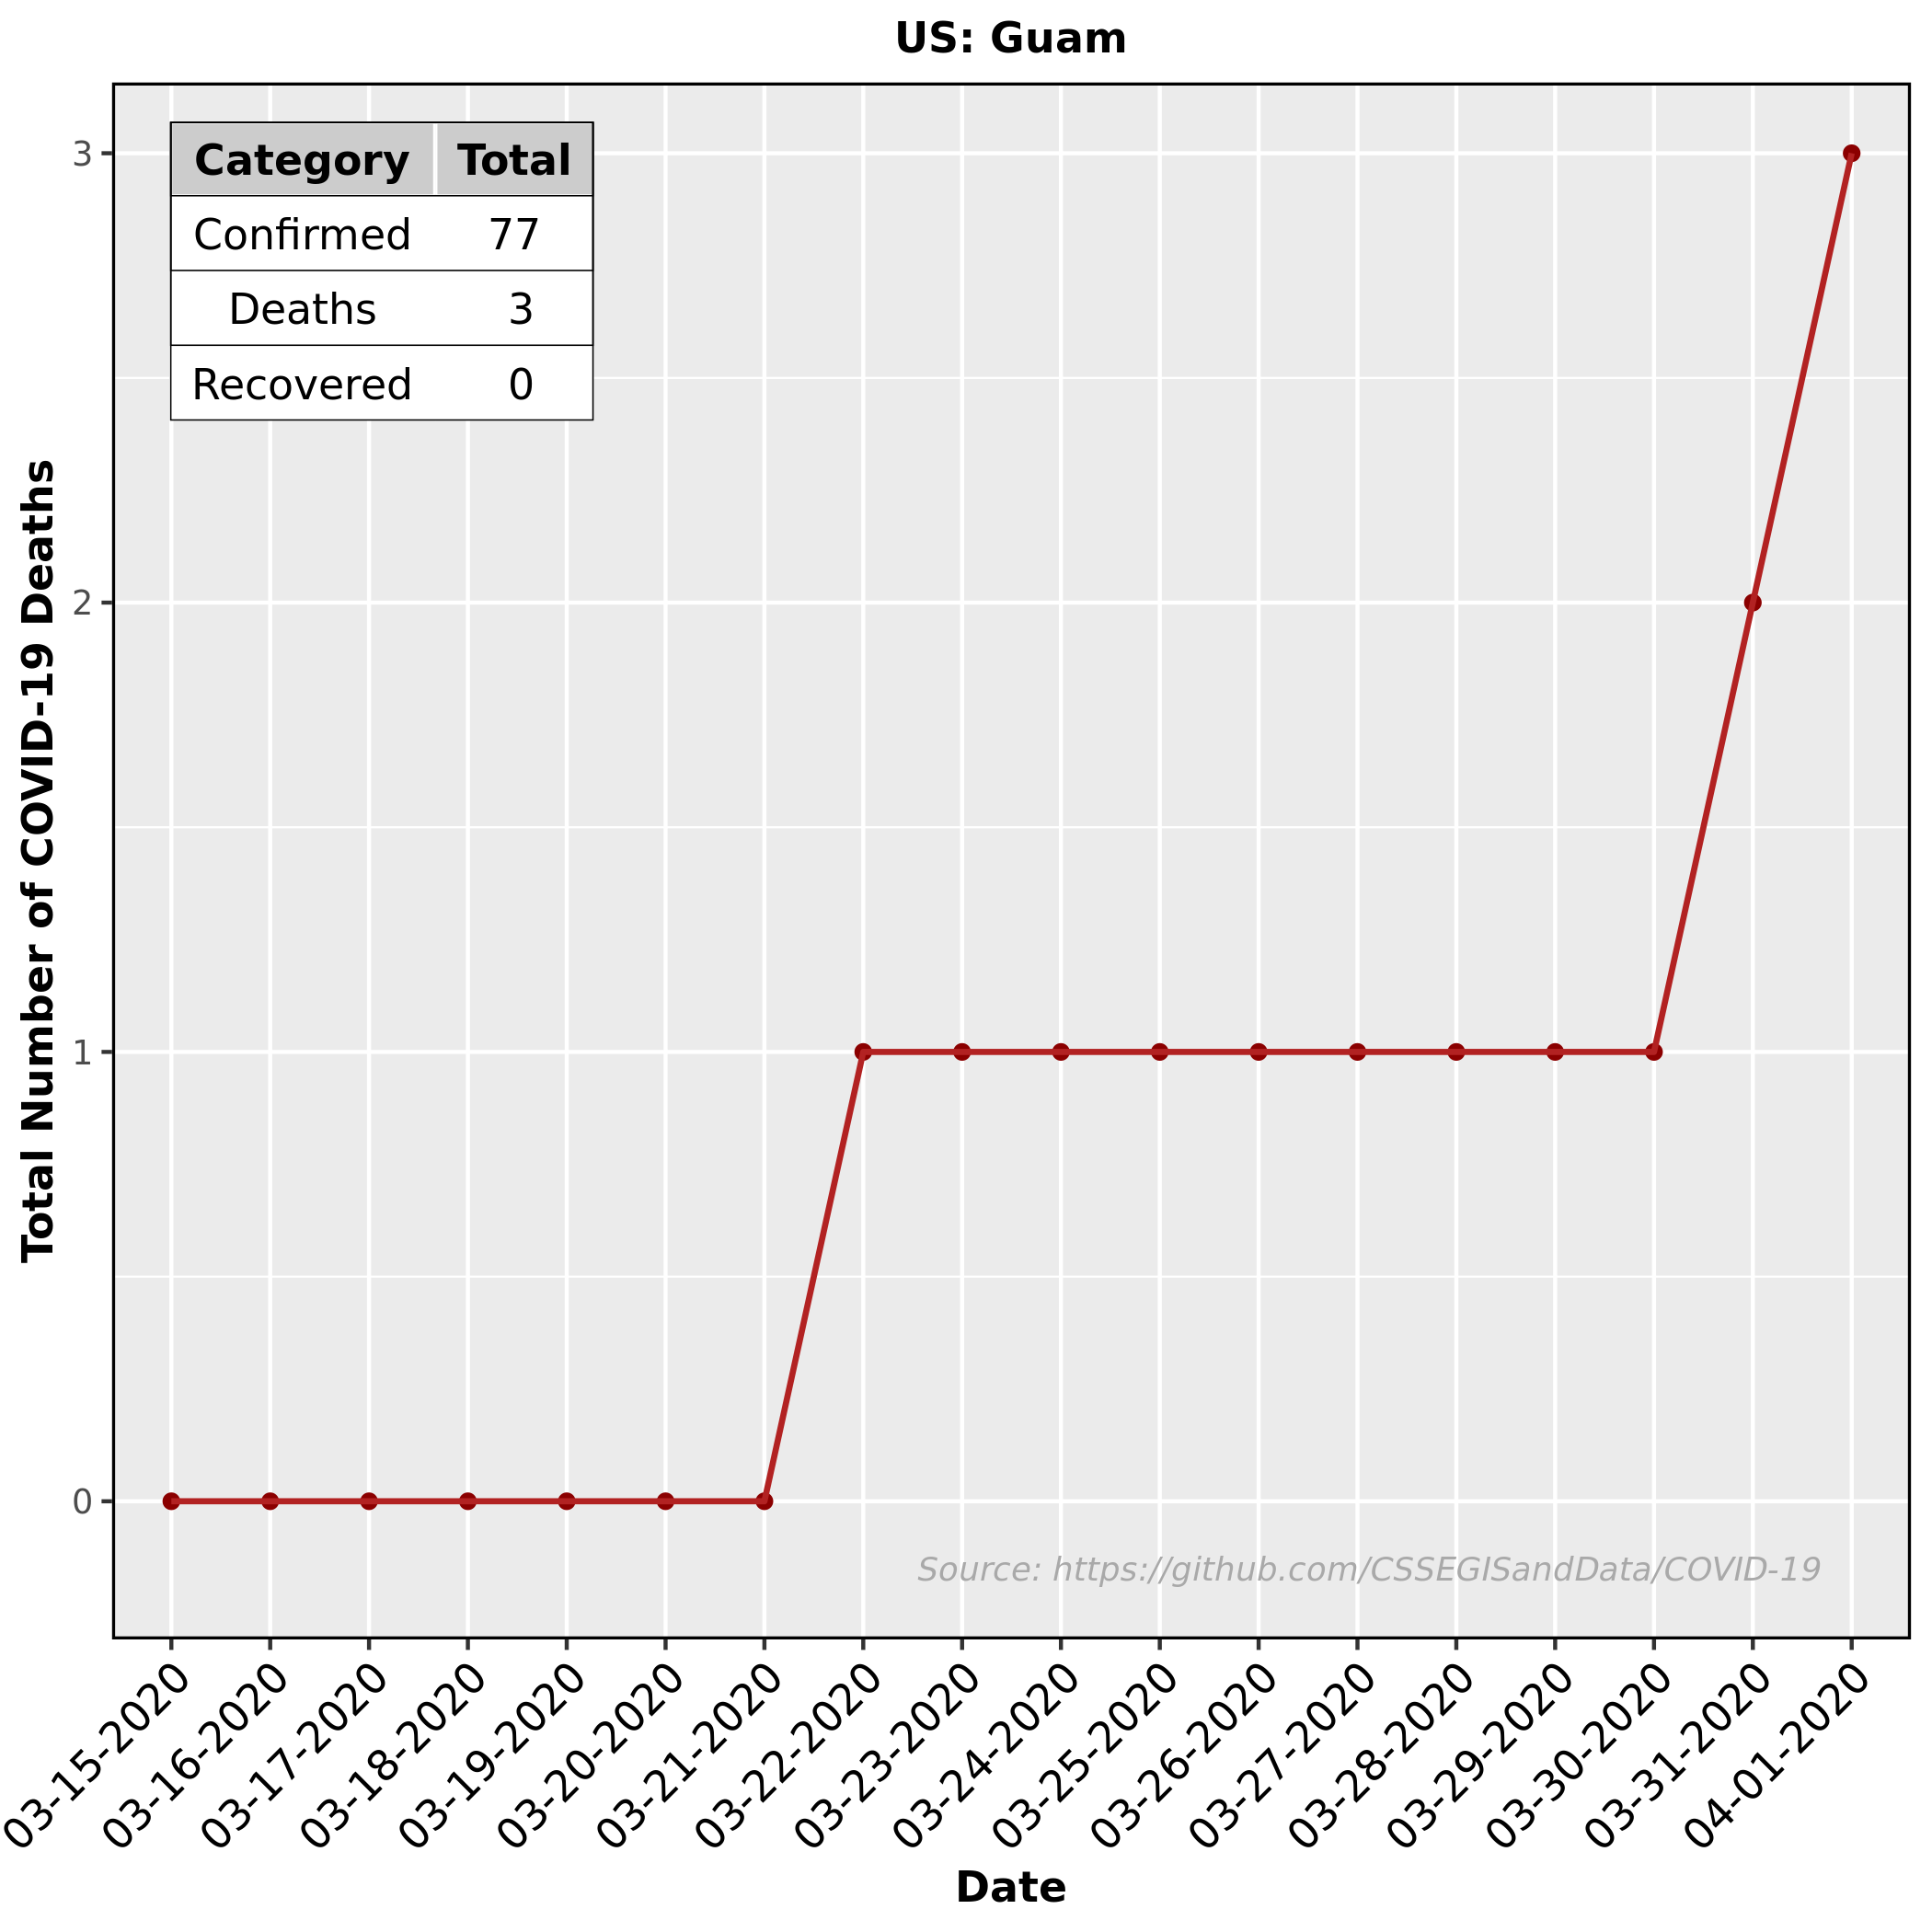 US: Guam
Category Total
Confirmed 77
Deaths 3
Recovered 0
Total Number of COVID-19 Deaths
3
2
1
0
Source: https://github.com/CSSEGISandData/COVID-19
03-15-2020
03-16-2020
03-17-2020
03-18-2020
03-19-2020
03-20-2020
03-21-2020
03-22-2020
03-23-2020
03-24-2020
03-25-2020
03-26-2020
03-27-2020
03-28-2020
03-29-2020
03-30-2020
03-31-2020
04-01-2020
Date